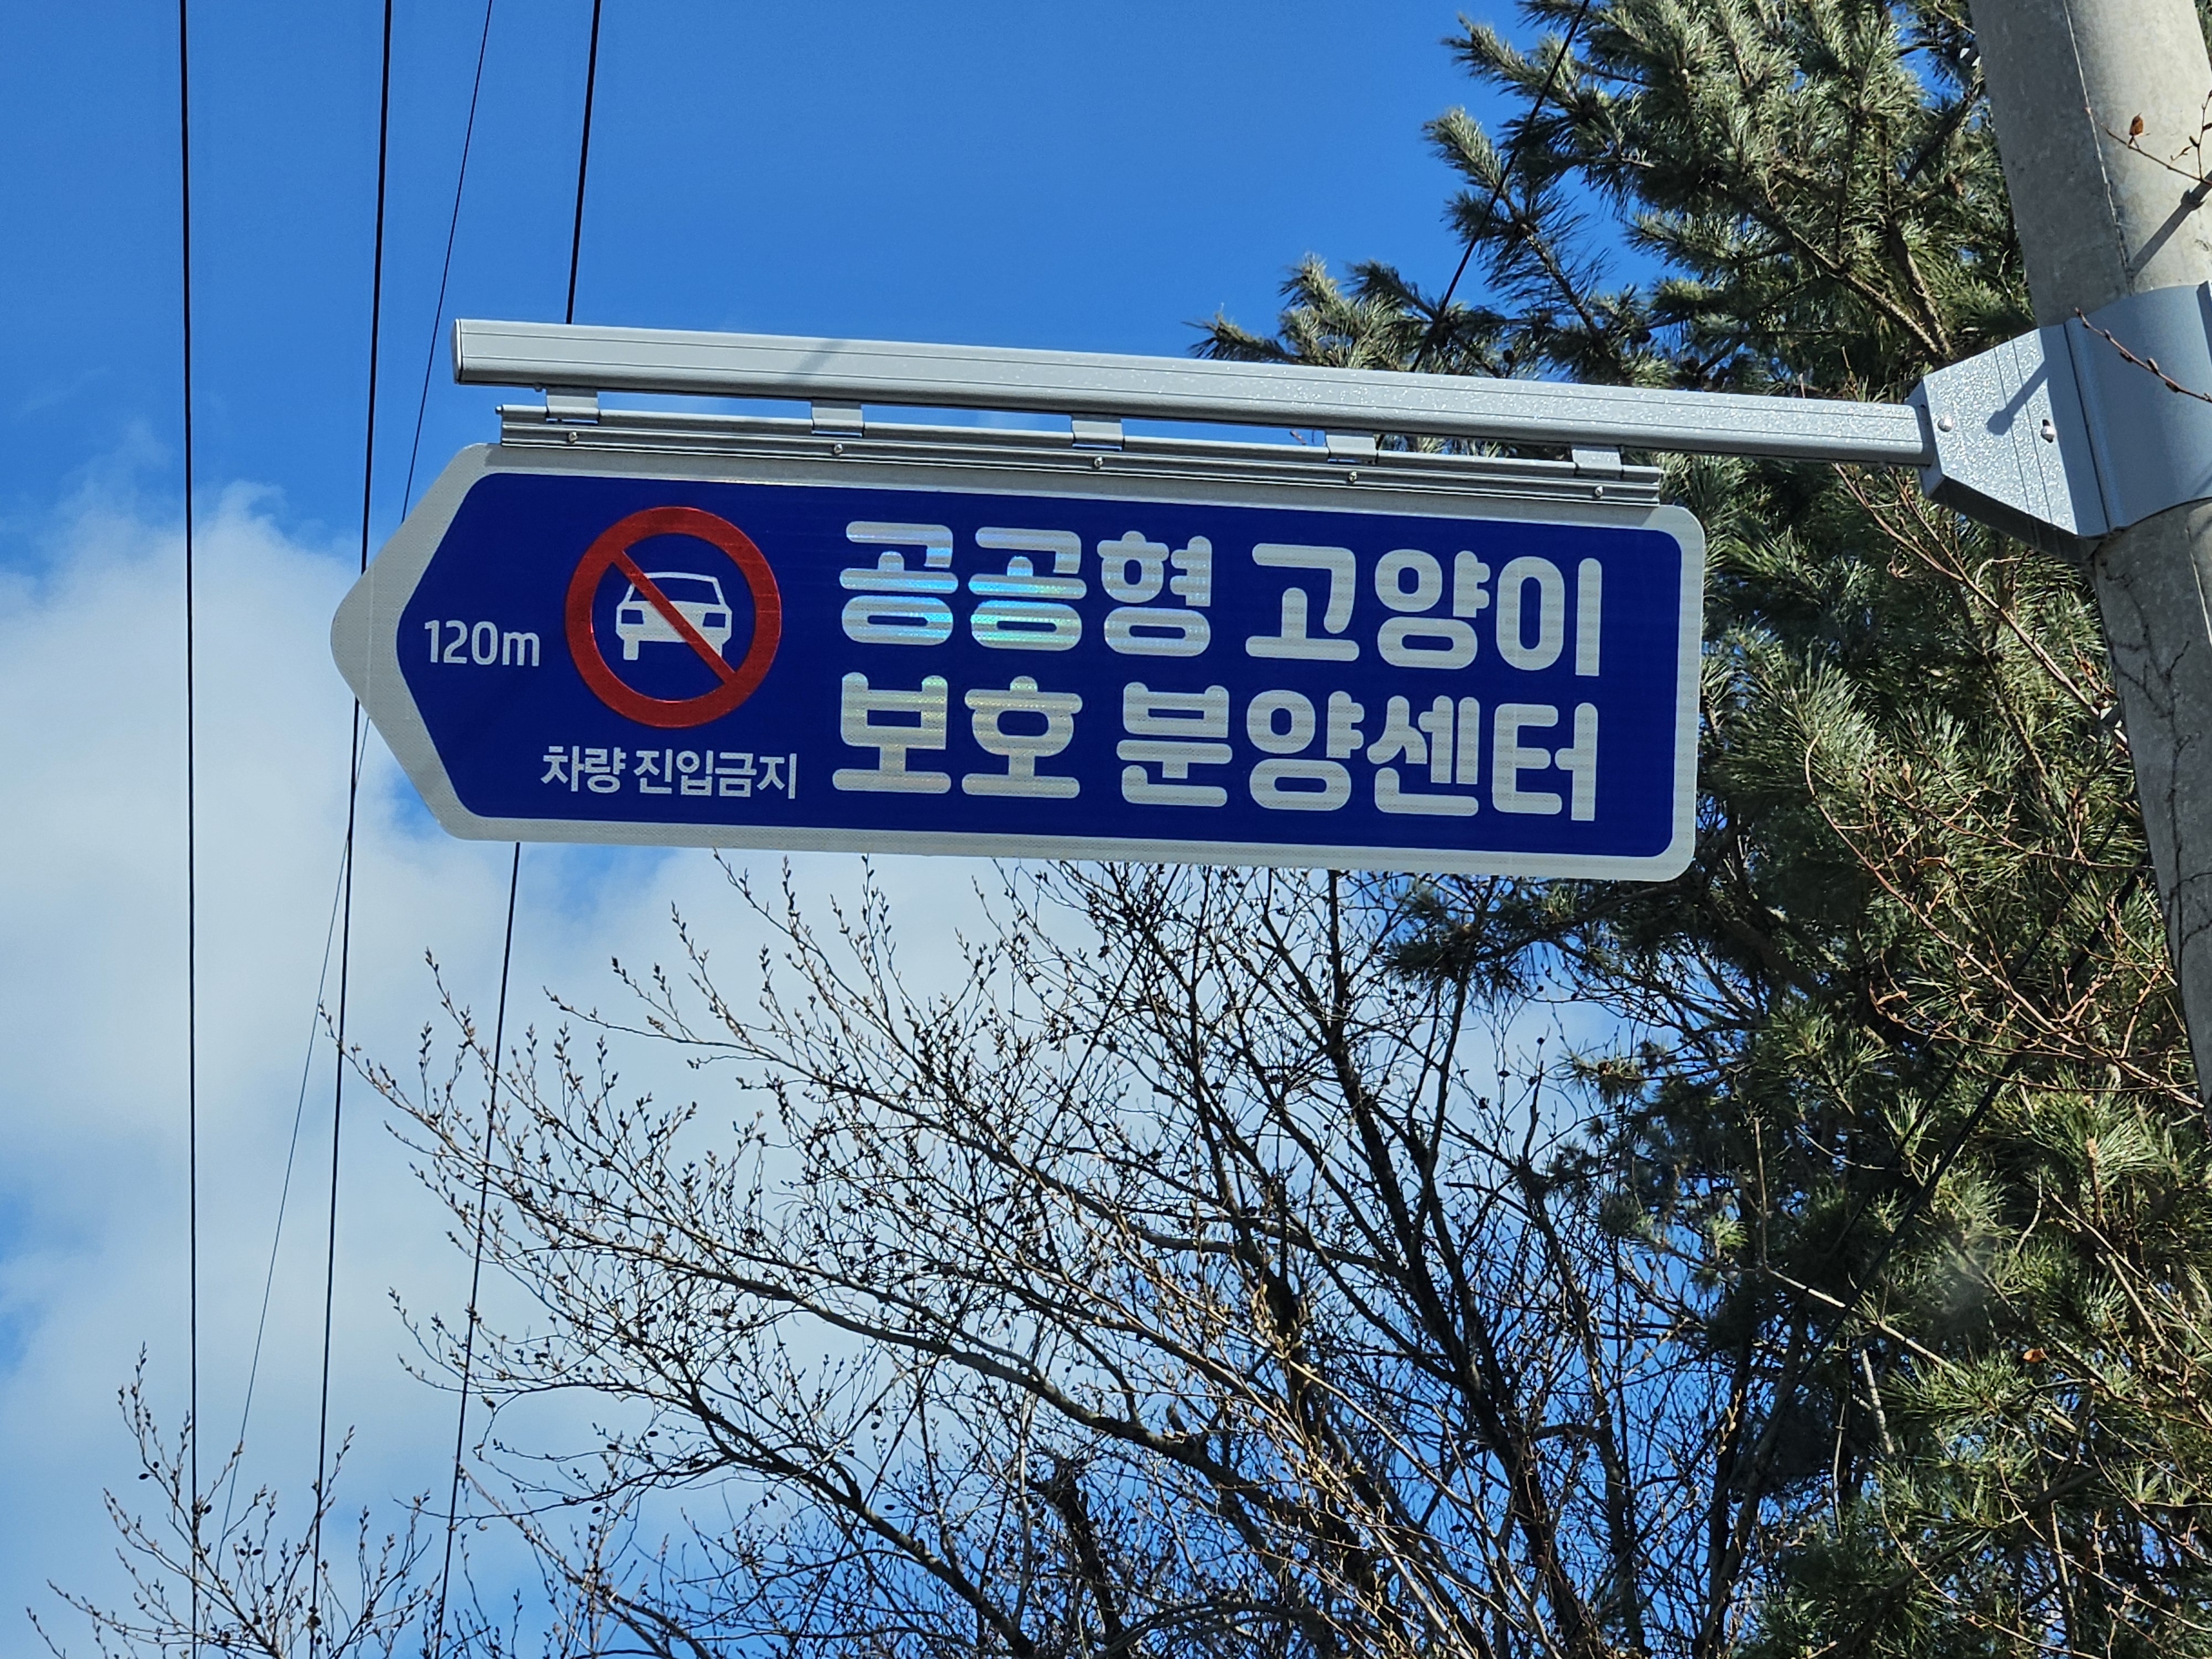 120m
차량 진입금지
공공형 고양이
보호 분양센터